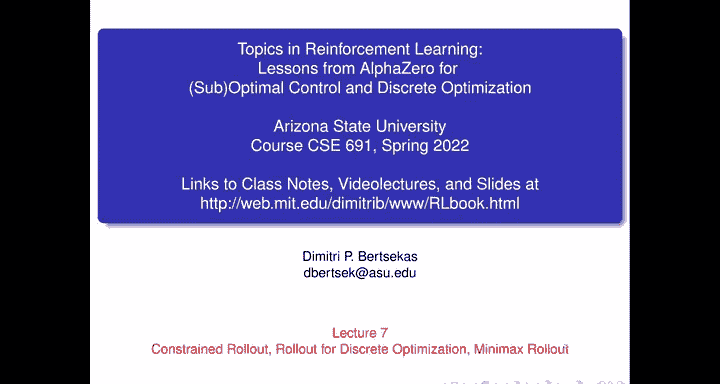 Topics in Reinforcement Learning:
Lessons from AlphaZero for
(Sub)Optimal Control and Discrete Optimization
Arizona State University
Course CSE 691, Spring 2022
Links to Class Notes, Videolectures, and Slides at
http://web.mit.edu/dimitrib/www/RLbook.html
Dimitri P. Bertsekas
dbertsek@asu.edu
Lecture 7
Constrained Rollout, Rollout for Discrete Optimization, Minimax Rollout